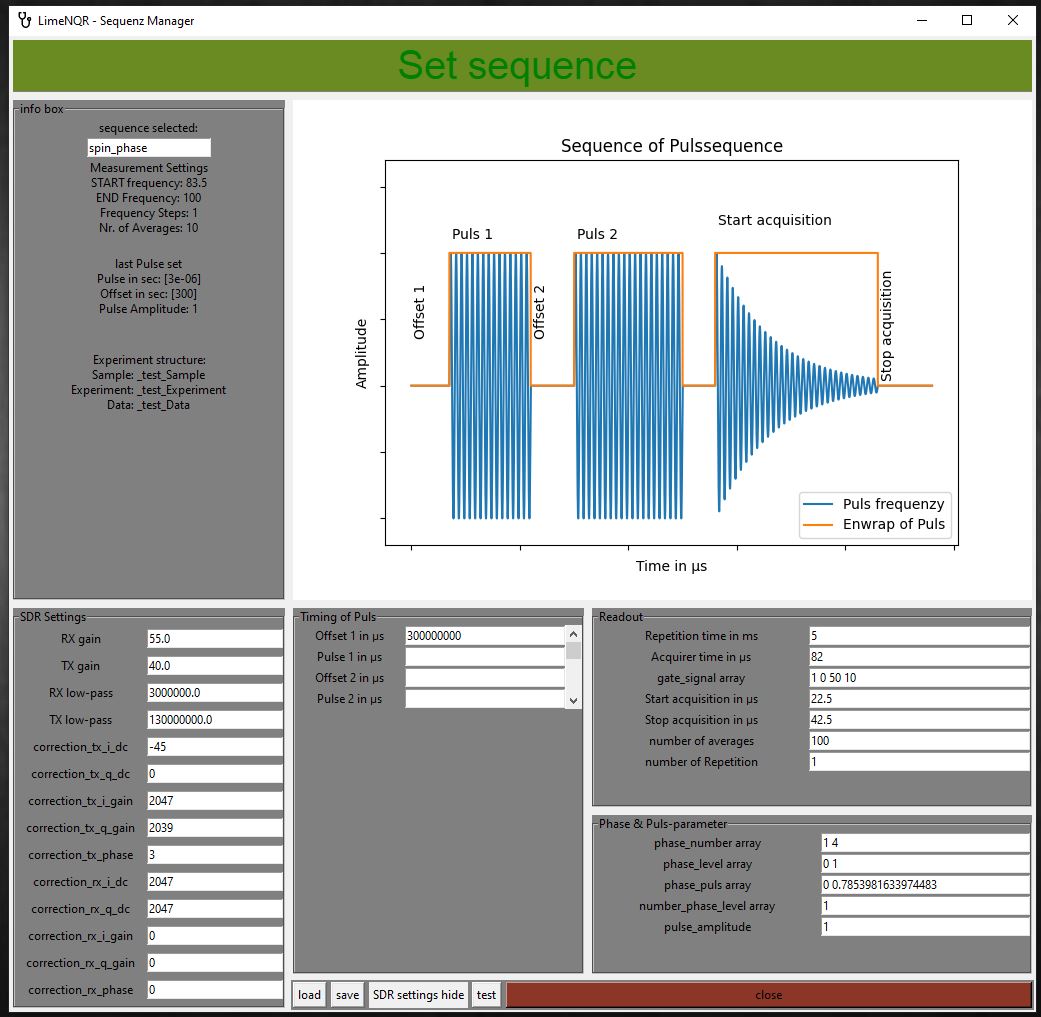 LimeNQR - Sequenz Manager
Set sequence
info box
sequence selected:
spin_phase
Measurement Settings
START frequency: 83.5
END Frequency: 100
Frequency Steps: 1
Nr. of Averages: 10
last Pulse set
Pulse in sec: [3e-06]
Offset in sec: [300]
Pulse Amplitude: 1
Experiment structure:
Sample: _test_Sample
Experiment: _test_Experiment
Data: _test_Data
Sequence of Pulssequence
Start acquisition
Puls 1
Puls 2
Offset 1
Offset 2
Stop acquisition
Amplitude
Puls frequenzy
Enwrap of Puls
Time in µs
SDR Settings
RX gain 55.0
TX gain 40.0
RX low-pass 3000000.0
TX low-pass 130000000.0
correction_tx_i_dc -45
correction_tx_q_dc 0
correction_tx_i_gain 2047
correction_tx_q_gain 2039
correction_tx_phase 3
correction_rx_i_dc 2047
correction_rx_q_dc 2047
correction_rx_i_gain 0
correction_rx_q_gain 0
correction_rx_phase 0
Timing of Puls
Offset 1 in µs 300000000
Pulse 1 in µs
Offset 2 in µs
Pulse 2 in µs
Readout
Repetition time in ms 5
Acquirer time in µs 82
gate_signal array 1 0 50 10
Start acquisition in µs 22.5
Stop acquisition in µs 42.5
number of averages 100
number of Repetition 1
Phase & Puls-parameter
phase_number array 1 4
phase_level array 0 1
phase_puls array 0 0.7853981633974483
number_phase_level array 1
pulse_amplitude 1
load save SDR settings hide test close